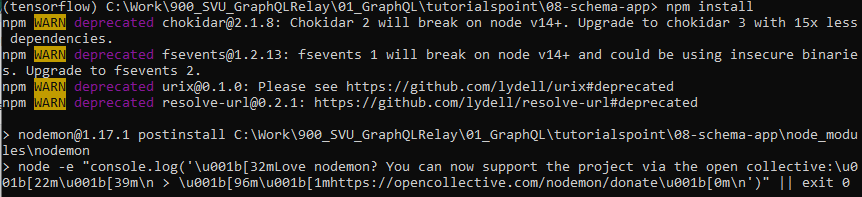 (tensorflow) C:\Work\900_SVU_GraphQLRelay\01_GraphQL\tutorialspoint\08-schema-app> npm install
npm WARN deprecated chokidar@2.1.8: Chokidar 2 will break on node v14+. Upgrade to chokidar 3 with 15x less
 dependencies.
npm WARN deprecated fsevents@1.2.13: fsevents 1 will break on node v14+ and could be using insecure binarie
s. Upgrade to fsevents 2.
npm WARN deprecated urix@0.1.0: Please see https://github.com/lydell/urix#deprecated
npm WARN deprecated resolve-url@0.2.1: https://github.com/lydell/resolve-url#deprecated
> nodemon@1.17.1 postinstall C:\Work\900_SVU_GraphQLRelay\01_GraphQL\tutorialspoint\08-schema-app\node_modu
les\nodemon
> node -e "console.log('\u001b[32mLove nodemon? You can now support the project via the open collective:\u0
01b[22m\u001b[39m\n > \u001b[96m\u001b[1mhttps://opencollective.com/nodemon/donate\u001b[0m\n')" || exit 0